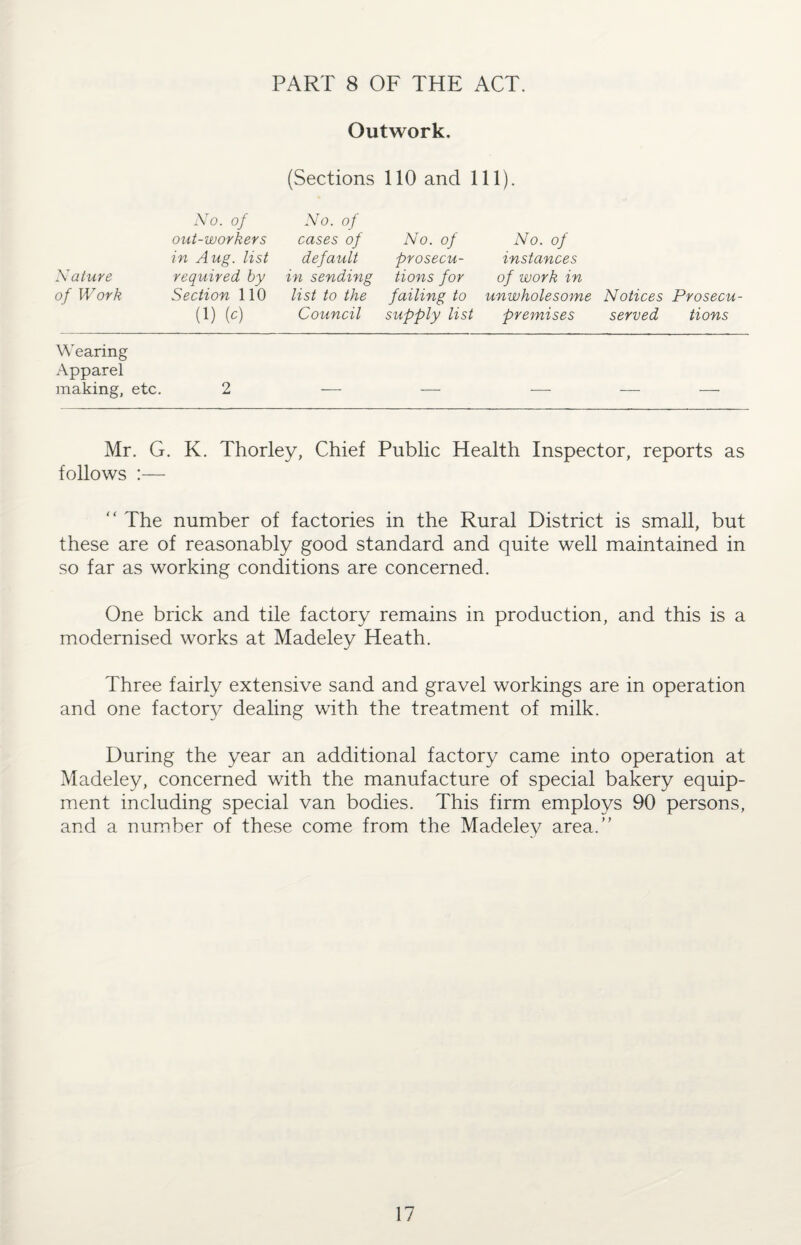 PART 8 OF THE ACT.
Outwork.
(Sections 110 and 111).
No. of No. of
out-workers cases of No. of No. of
in Aug. list default prosecu- instances
Nature required by in sending tions for of work in
of Work Section 110 list to the failing to unwholesome Notices Prosecu-
(1) (c) Council supply list premises served tions
Wearing
Apparel
making, etc. 2 — — — — —
Mr. G. K. Thorley, Chief Public Health Inspector, reports as
follows :—
“ The number of factories in the Rural District is small, but
these are of reasonably good standard and quite well maintained in
so far as working conditions are concerned.
One brick and tile factory remains in production, and this is a
modernised works at Madeley Heath.
Three fairly extensive sand and gravel workings are in operation
and one factory dealing with the treatment of milk.
During the year an additional factory came into operation at
Madeley, concerned with the manufacture of special bakery equip-
ment including special van bodies. This firm employs 90 persons,
and a number of these come from the Madeley area.”
17